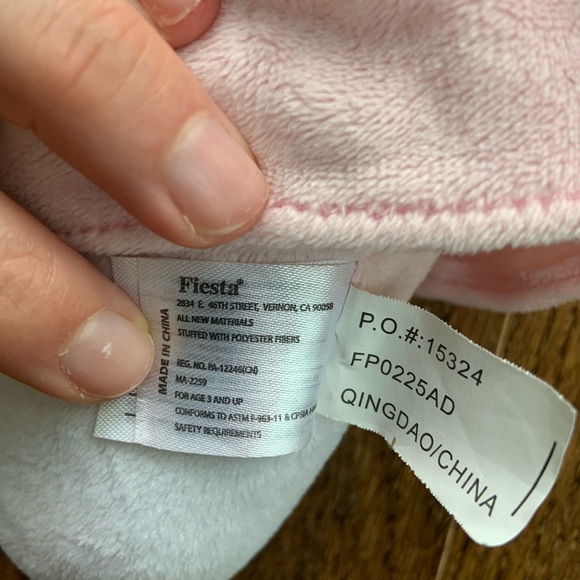 Fiesta®
2834 E. 46TH STREET, VERNON, CA 90058
ALL NEW MATERIALS
STUFFED WITH POLYESTER FIBERS
REG. NO. PA-12246(CN)
MA-2259
FOR AGE 3 AND UP
CONFORMS TO ASTM F-963-11 & CPSIA
SAFETY REQUIREMENTS
MADE IN CHINA
P.O.#:15324
FP0225AD
QINGDAO/CHINA